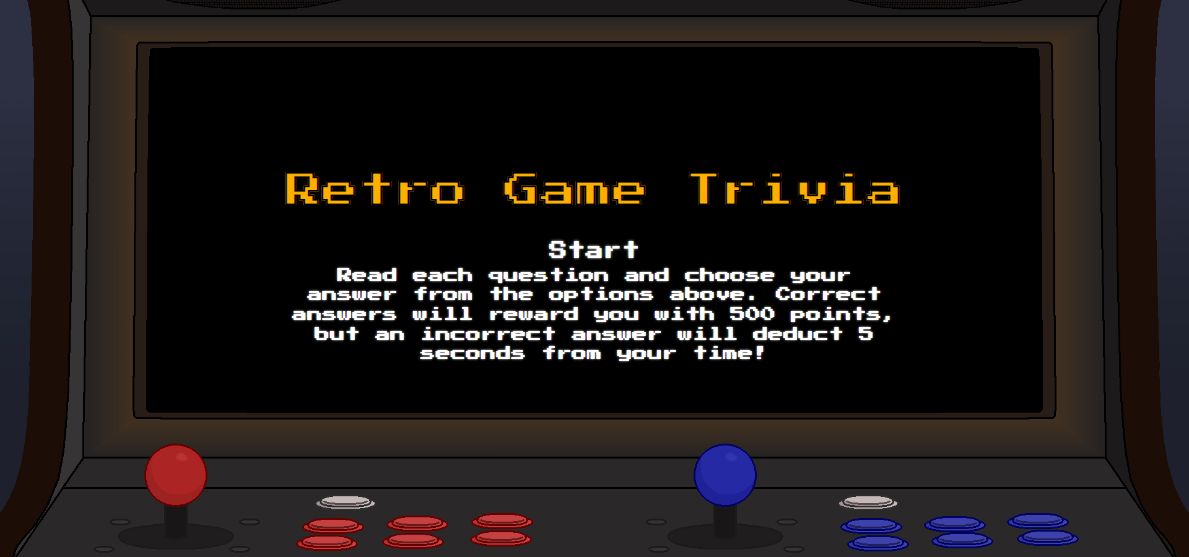 Retro Game Trivia
Start
Read each question and choose your
answer from the options above. Correct
answers will reward you with 500 points,
but an incorrect answer will deduct 5
seconds from your time!